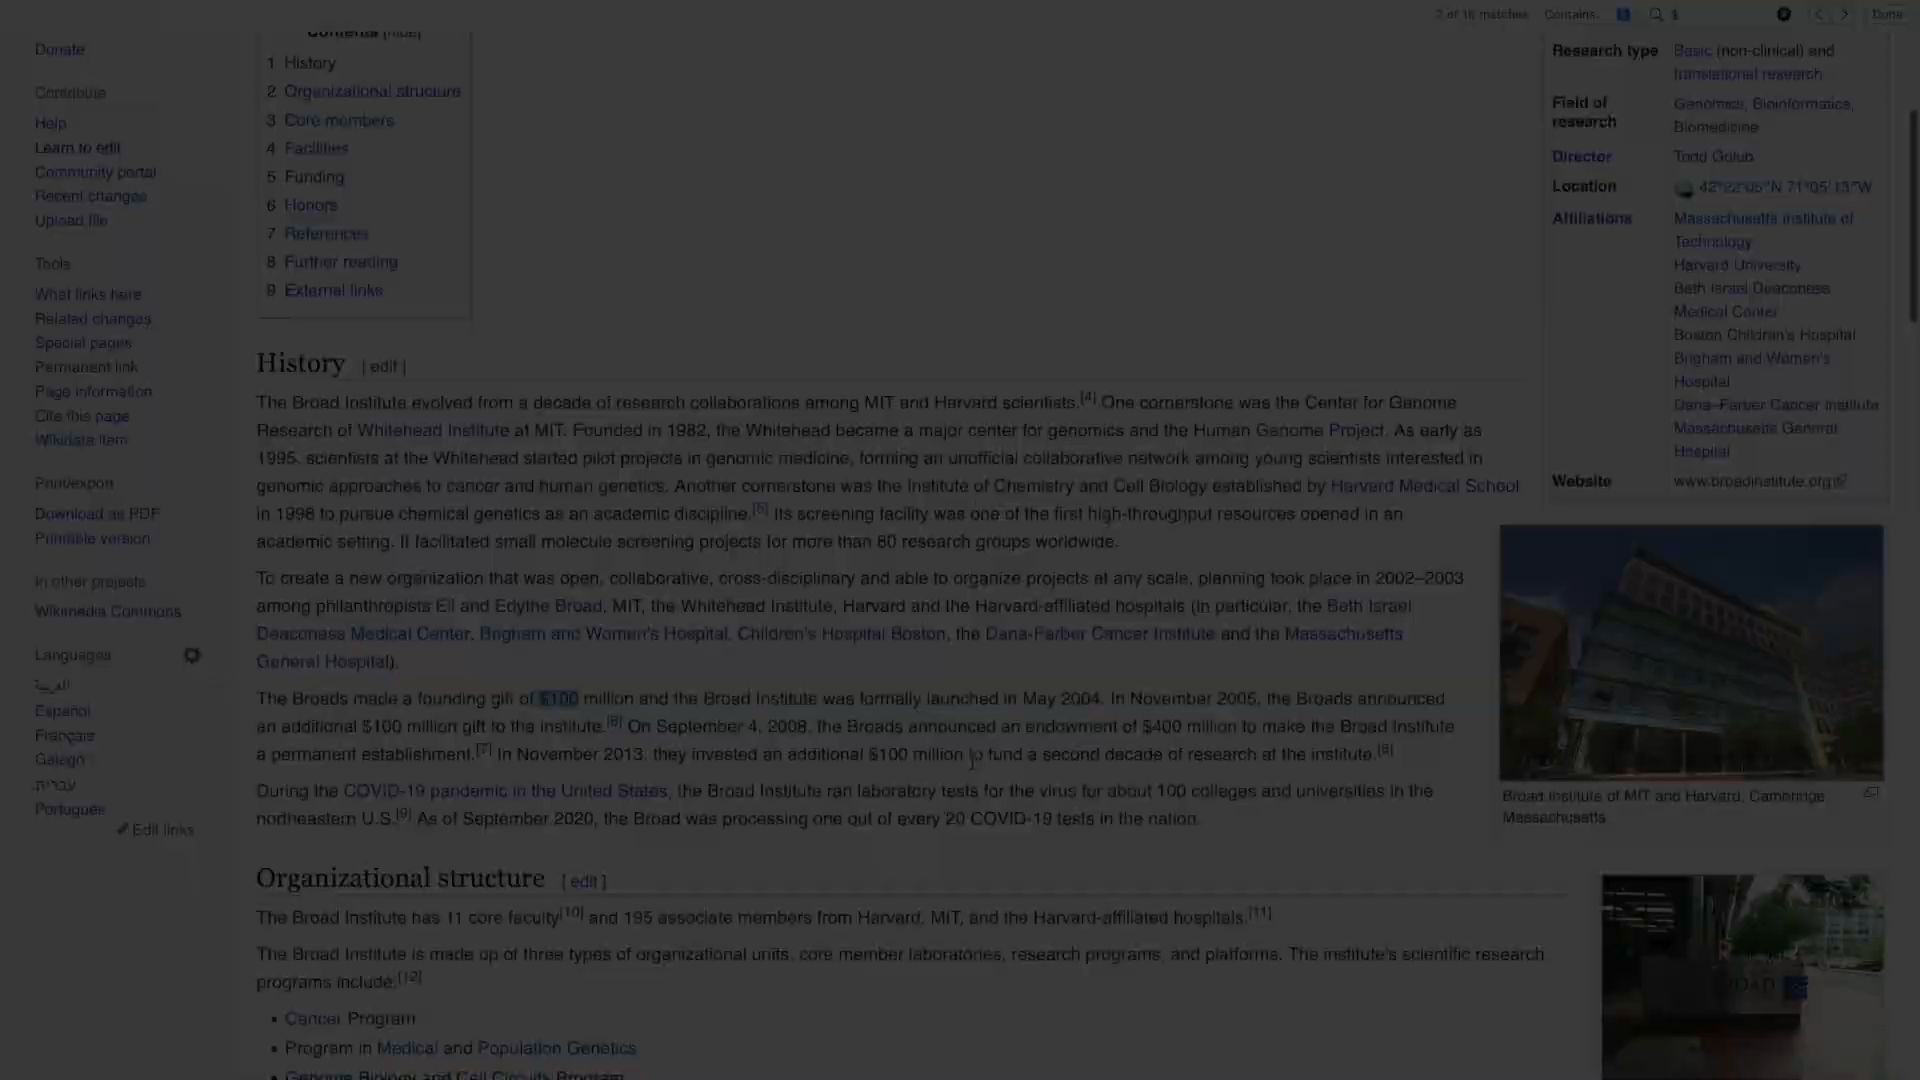 2 of 16 matches Contains $ Done
Donate
Contribute
Help
Learn to edit
Community portal
Recent changes
Upload file
Tools
What links here
Related changes
Special pages
Permanent link
Page information
Cite this page
Wikidata item
Print/export
Download as PDF
Printable version
In other projects
Wikimedia Commons
Languages
العربية
Español
Français
Galego
עברית
Português
Edit links
Contents [hide]
1 History
2 Organizational structure
3 Core members
4 Facilities
5 Funding
6 Honors
7 References
8 Further reading
9 External links
Research type Basic (non-clinical) and
translational research
Field of Genomics, Bioinformatics,
research Biomedicine
Director Todd Golub
Location 42°22′05″N 71°05′13″W
Affiliations Massachusetts Institute of
Technology
Harvard University
Beth Israel Deaconess
Medical Center
Boston Children's Hospital
Brigham and Women's
Hospital
Dana–Farber Cancer Institute
Massachusetts General
Hospital
Website www.broadinstitute.org
History [ edit ]
The Broad Institute evolved from a decade of research collaborations among MIT and Harvard scientists.[4] One cornerstone was the Center for Genome
Research of Whitehead Institute at MIT. Founded in 1982, the Whitehead became a major center for genomics and the Human Genome Project. As early as
1995, scientists at the Whitehead started pilot projects in genomic medicine, forming an unofficial collaborative network among young scientists interested in
genomic approaches to cancer and human genetics. Another cornerstone was the Institute of Chemistry and Cell Biology established by Harvard Medical School
in 1998 to pursue chemical genetics as an academic discipline.[5] Its screening facility was one of the first high-throughput resources opened in an
academic setting. It facilitated small molecule screening projects for more than 80 research groups worldwide.
To create a new organization that was open, collaborative, cross-disciplinary and able to organize projects at any scale, planning took place in 2002–2003
among philanthropists Eli and Edythe Broad, MIT, the Whitehead Institute, Harvard and the Harvard-affiliated hospitals (in particular, the Beth Israel
Deaconess Medical Center, Brigham and Women's Hospital, Children's Hospital Boston, the Dana-Farber Cancer Institute and the Massachusetts
General Hospital).
The Broads made a founding gift of $100 million and the Broad Institute was formally launched in May 2004. In November 2005, the Broads announced
an additional $100 million gift to the institute.[6] On September 4, 2008, the Broads announced an endowment of $400 million to make the Broad Institute
a permanent establishment.[7] In November 2013, they invested an additional $100 million to fund a second decade of research at the institute.[8]
During the COVID-19 pandemic in the United States, the Broad Institute ran laboratory tests for the virus for about 100 colleges and universities in the
northeastern U.S.[9] As of September 2020, the Broad was processing one out of every 20 COVID-19 tests in the nation.
Broad Institute of MIT and Harvard, Cambridge,
Massachusetts
Organizational structure [ edit ]
The Broad Institute has 11 core faculty[10] and 195 associate members from Harvard, MIT, and the Harvard-affiliated hospitals.[11]
The Broad Institute is made up of three types of organizational units, core member laboratories, research programs, and platforms. The institute's scientific research
programs include:[12]
• Cancer Program
• Program in Medical and Population Genetics
• Genome Biology and Cell Circuits Program